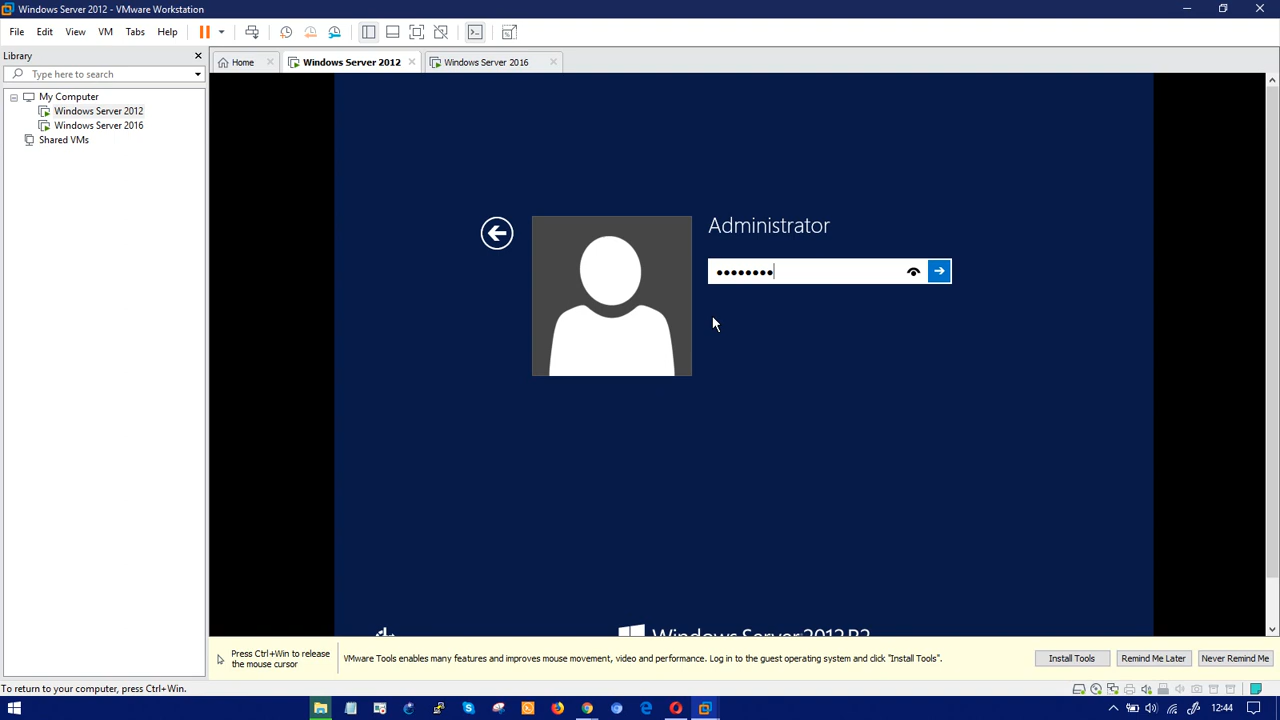 Windows Server 2012 - VMware Workstation
File Edit View VM Tabs Help
Library
Type here to search
My Computer
Windows Server 2012
Windows Server 2016
Shared VMs
Home
Windows Server 2012
Windows Server 2016
Administrator
Windows Server 2012 R2
Press Ctrl+Win to release
the mouse cursor
VMware Tools enables many features and improves mouse movement, video and performance. Log in to the guest operating system and click "Install Tools".
Install Tools
Remind Me Later
Never Remind Me
To return to your computer, press Ctrl+Win.
12:44